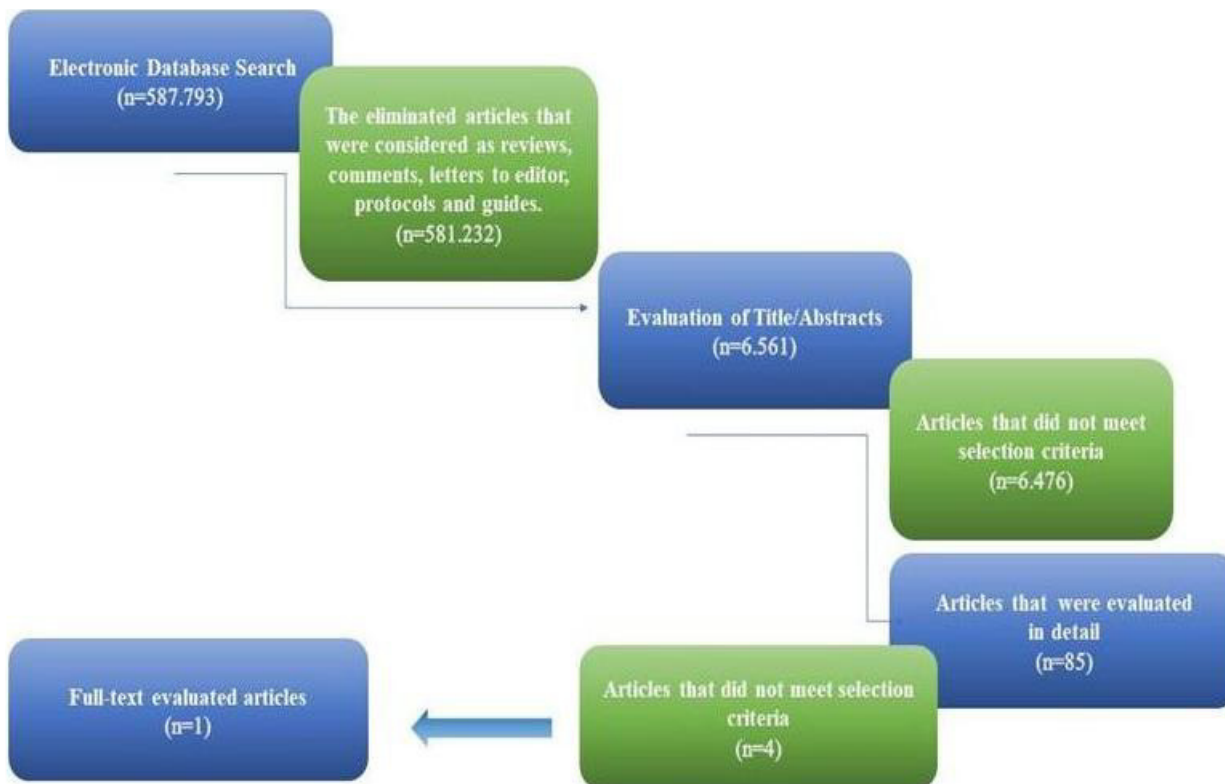 Electronic Database Search
(n=587.793)
The eliminated articles that
were considered as reviews,
comments, letters to editor,
protocols and guides.
(n=581.232)
Evaluation of Title/Abstracts
(n=6.561)
Articles that did not meet
selection criteria
(n=6.476)
Articles that were evaluated
in detail
(n=85)
Articles that did not meet selection
criteria
(n=4)
Full-text evaluated articles
(n=1)